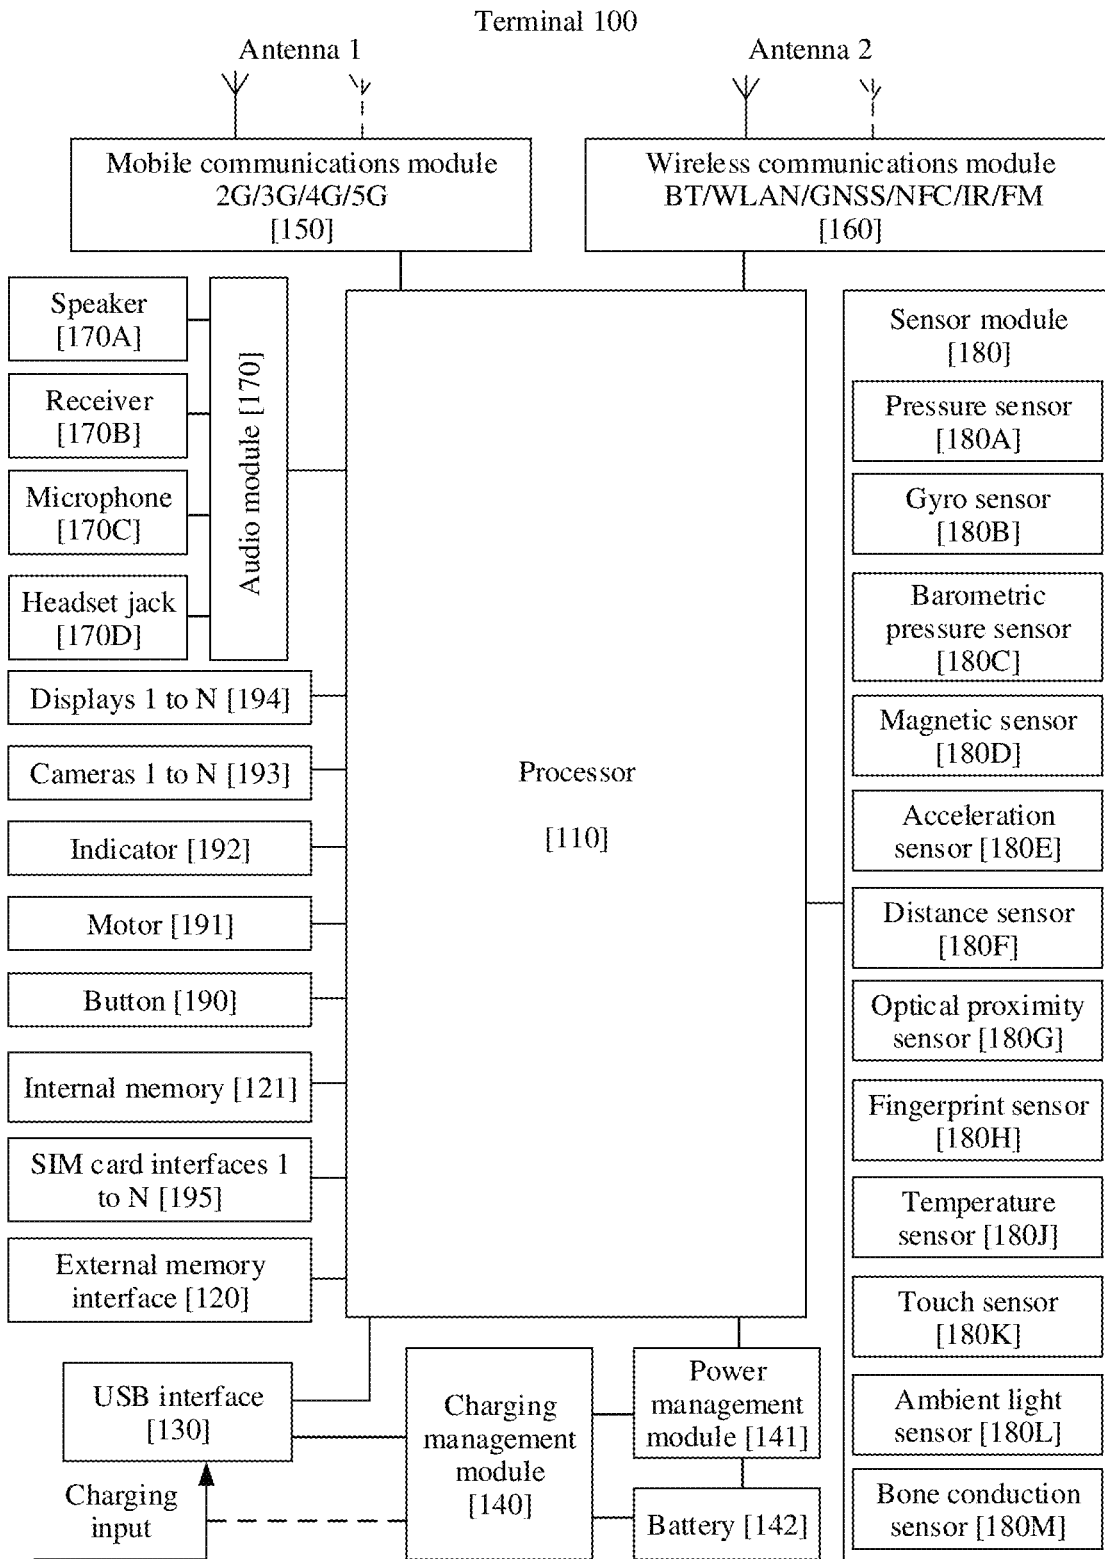 Terminal 100
Antenna 1
Antenna 2
Mobile communications module
2G/3G/4G/5G
[150]
Wireless communications module
BT/WLAN/GNSS/NFC/IR/FM
[160]
Speaker
[170A]
Receiver
[170B]
Microphone
[170C]
Headset jack
[170D]
Audio module [170]
Displays 1 to N [194]
Cameras 1 to N [193]
Indicator [192]
Motor [191]
Button [190]
Internal memory [121]
SIM card interfaces 1
to N [195]
External memory
interface [120]
Processor
[110]
Sensor module
[180]
Pressure sensor
[180A]
Gyro sensor
[180B]
Barometric
pressure sensor
[180C]
Magnetic sensor
[180D]
Acceleration
sensor [180E]
Distance sensor
[180F]
Optical proximity
sensor [180G]
Fingerprint sensor
[180H]
Temperature
sensor [180J]
Touch sensor
[180K]
Ambient light
sensor [180L]
Bone conduction
sensor [180M]
USB interface
[130]
Charging
input
Charging
management
module
[140]
Power
management
module [141]
Battery [142]